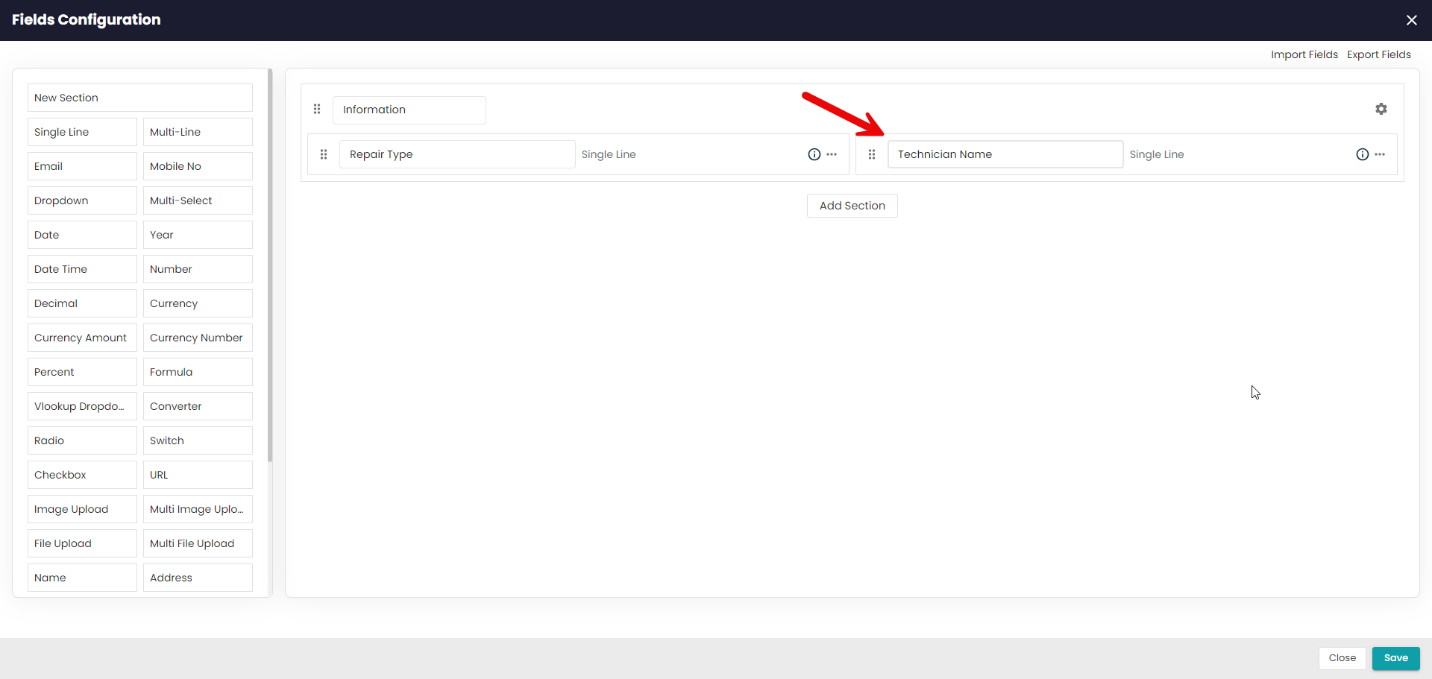 Fields Configuration
Import Fields Export Fields
New Section
Single Line Multi-Line
Email Mobile No
Dropdown Multi-Select
Date Year
Date Time Number
Decimal Currency
Currency Amount Currency Number
Percent Formula
Vlookup Dropdo... Converter
Radio Switch
Checkbox URL
Image Upload Multi Image Uplo...
File Upload Multi File Upload
Name Address
Information
Repair Type Single Line Technician Name Single Line
Add Section
Close Save